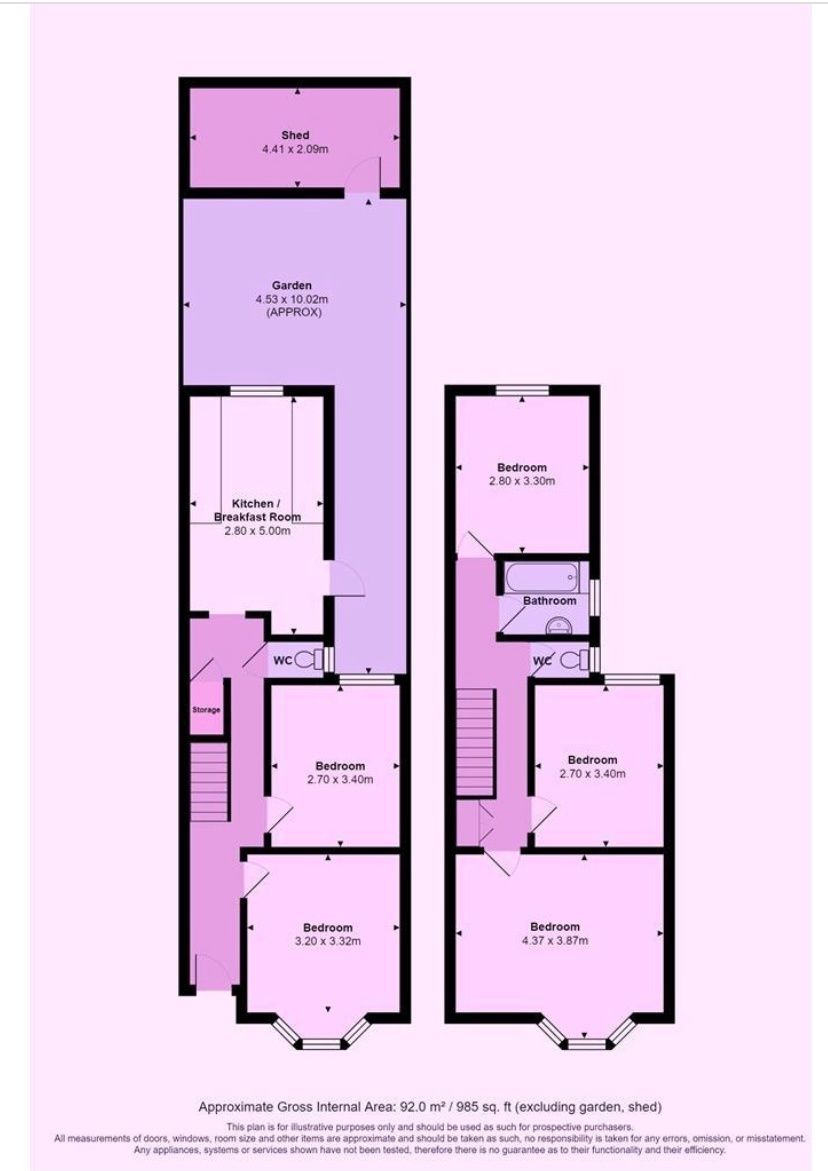 Shed
4.41 x 2.09m
Garden
4.53 x 10.02m
(APPROX)
Kitchen /
Breakfast Room
2.80 x 5.00m
WC
Storage
Bedroom
2.70 x 3.40m
Bedroom
3.20 x 3.32m
Bedroom
2.80 x 3.30m
Bathroom
WC
Bedroom
2.70 x 3.40m
Bedroom
4.37 x 3.87m
Approximate Gross Internal Area: 92.0 m² / 985 sq. ft (excluding garden, shed)
This plan is for illustrative purposes only and should be used as such for prospective purchasers.
All measurements of doors, windows, room size and other items are approximate and should be taken as such, no responsibility is taken for any errors, omission, or misstatement.
Any appliances, systems or services shown have not been tested, therefore there is no guarantee as to their functionality and their efficiency.